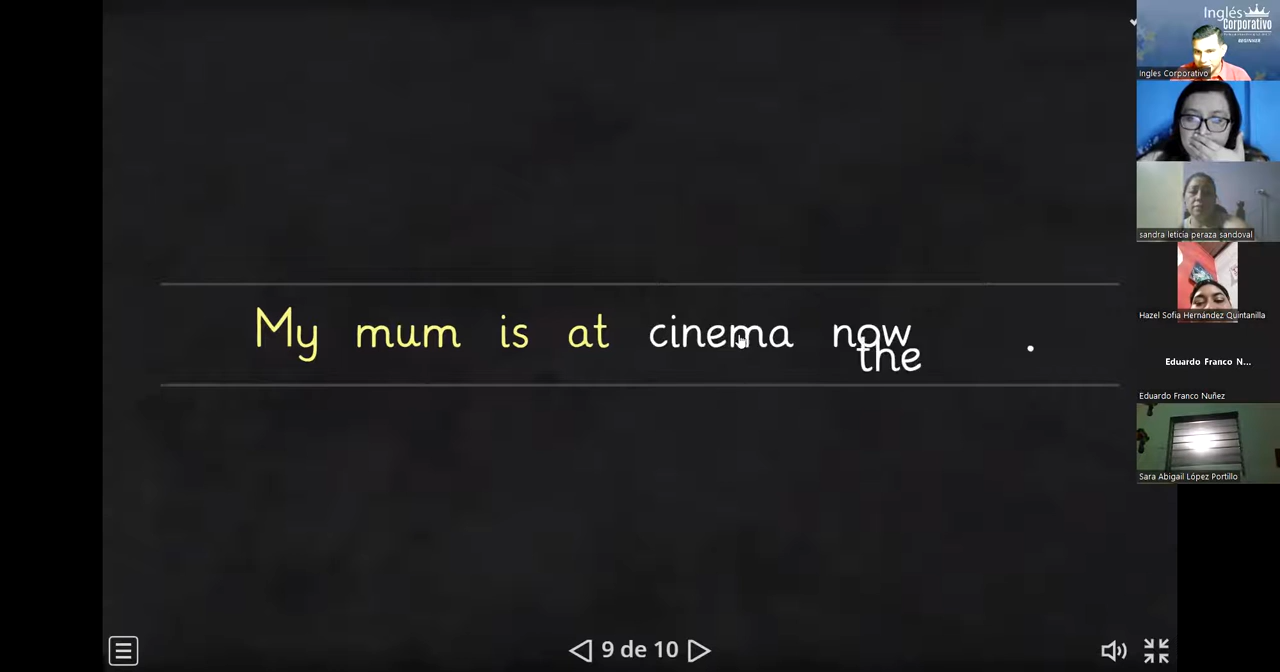 Inglés
Corporativo
BEGINNER
Ingles Corporativo
sandra leticia peraza sandoval
Hazel Sofia Hernández Quintanilla
Eduardo Franco N...
Eduardo Franco Nuñez
Sara Abigail López Portillo
My mum is at cinema now
the .
9 de 10